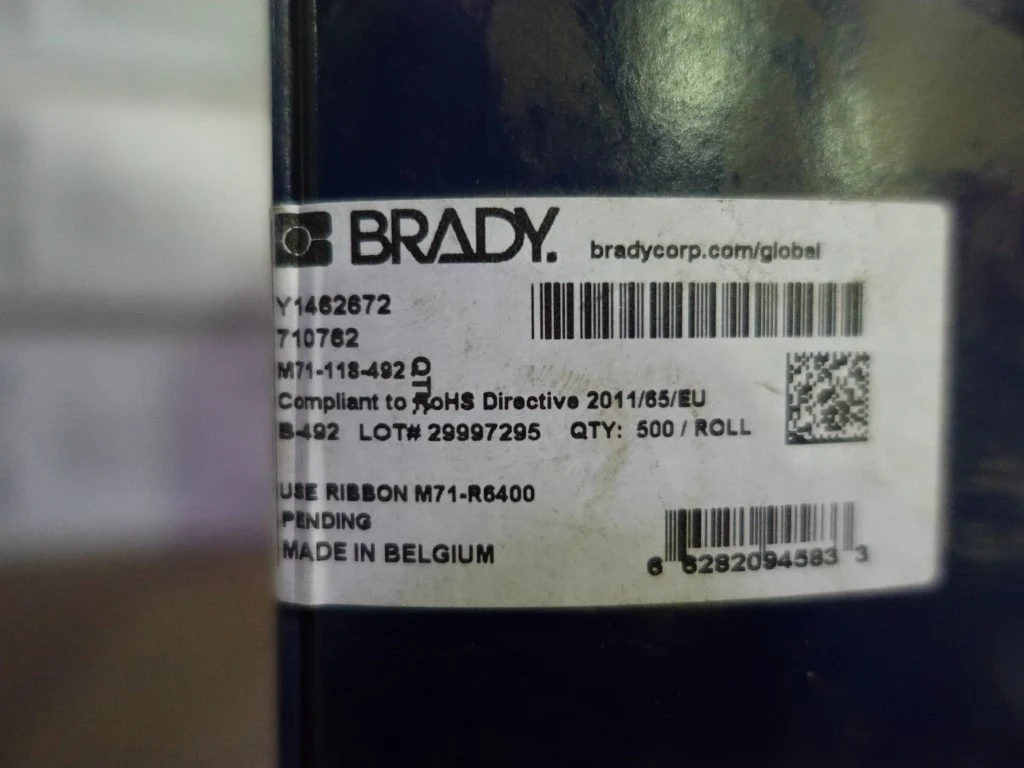 BRADY.
bradycorp.com/global
Y1462672
710762
M71-118-492
QTY
Compliant to RoHS Directive 2011/65/EU
B-492 LOT# 29997295 QTY: 500 / ROLL
USE RIBBON M71-R6400
PENDING
MADE IN BELGIUM
6 6282094583 3